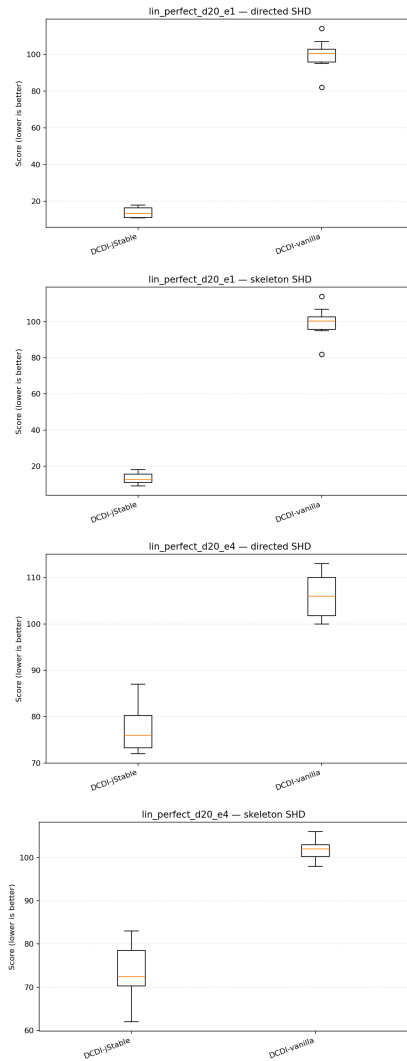 lin_perfect_d20_e1 — directed SHD
Score (lower is better)
100
80
60
40
20
DCDI-jStable
DCDI-vanilla
lin_perfect_d20_e1 — skeleton SHD
Score (lower is better)
100
80
60
40
20
DCDI-jStable
DCDI-vanilla
lin_perfect_d20_e4 — directed SHD
Score (lower is better)
110
100
90
80
70
DCDI-jStable
DCDI-vanilla
lin_perfect_d20_e4 — skeleton SHD
Score (lower is better)
100
90
80
70
60
DCDI-jStable
DCDI-vanilla